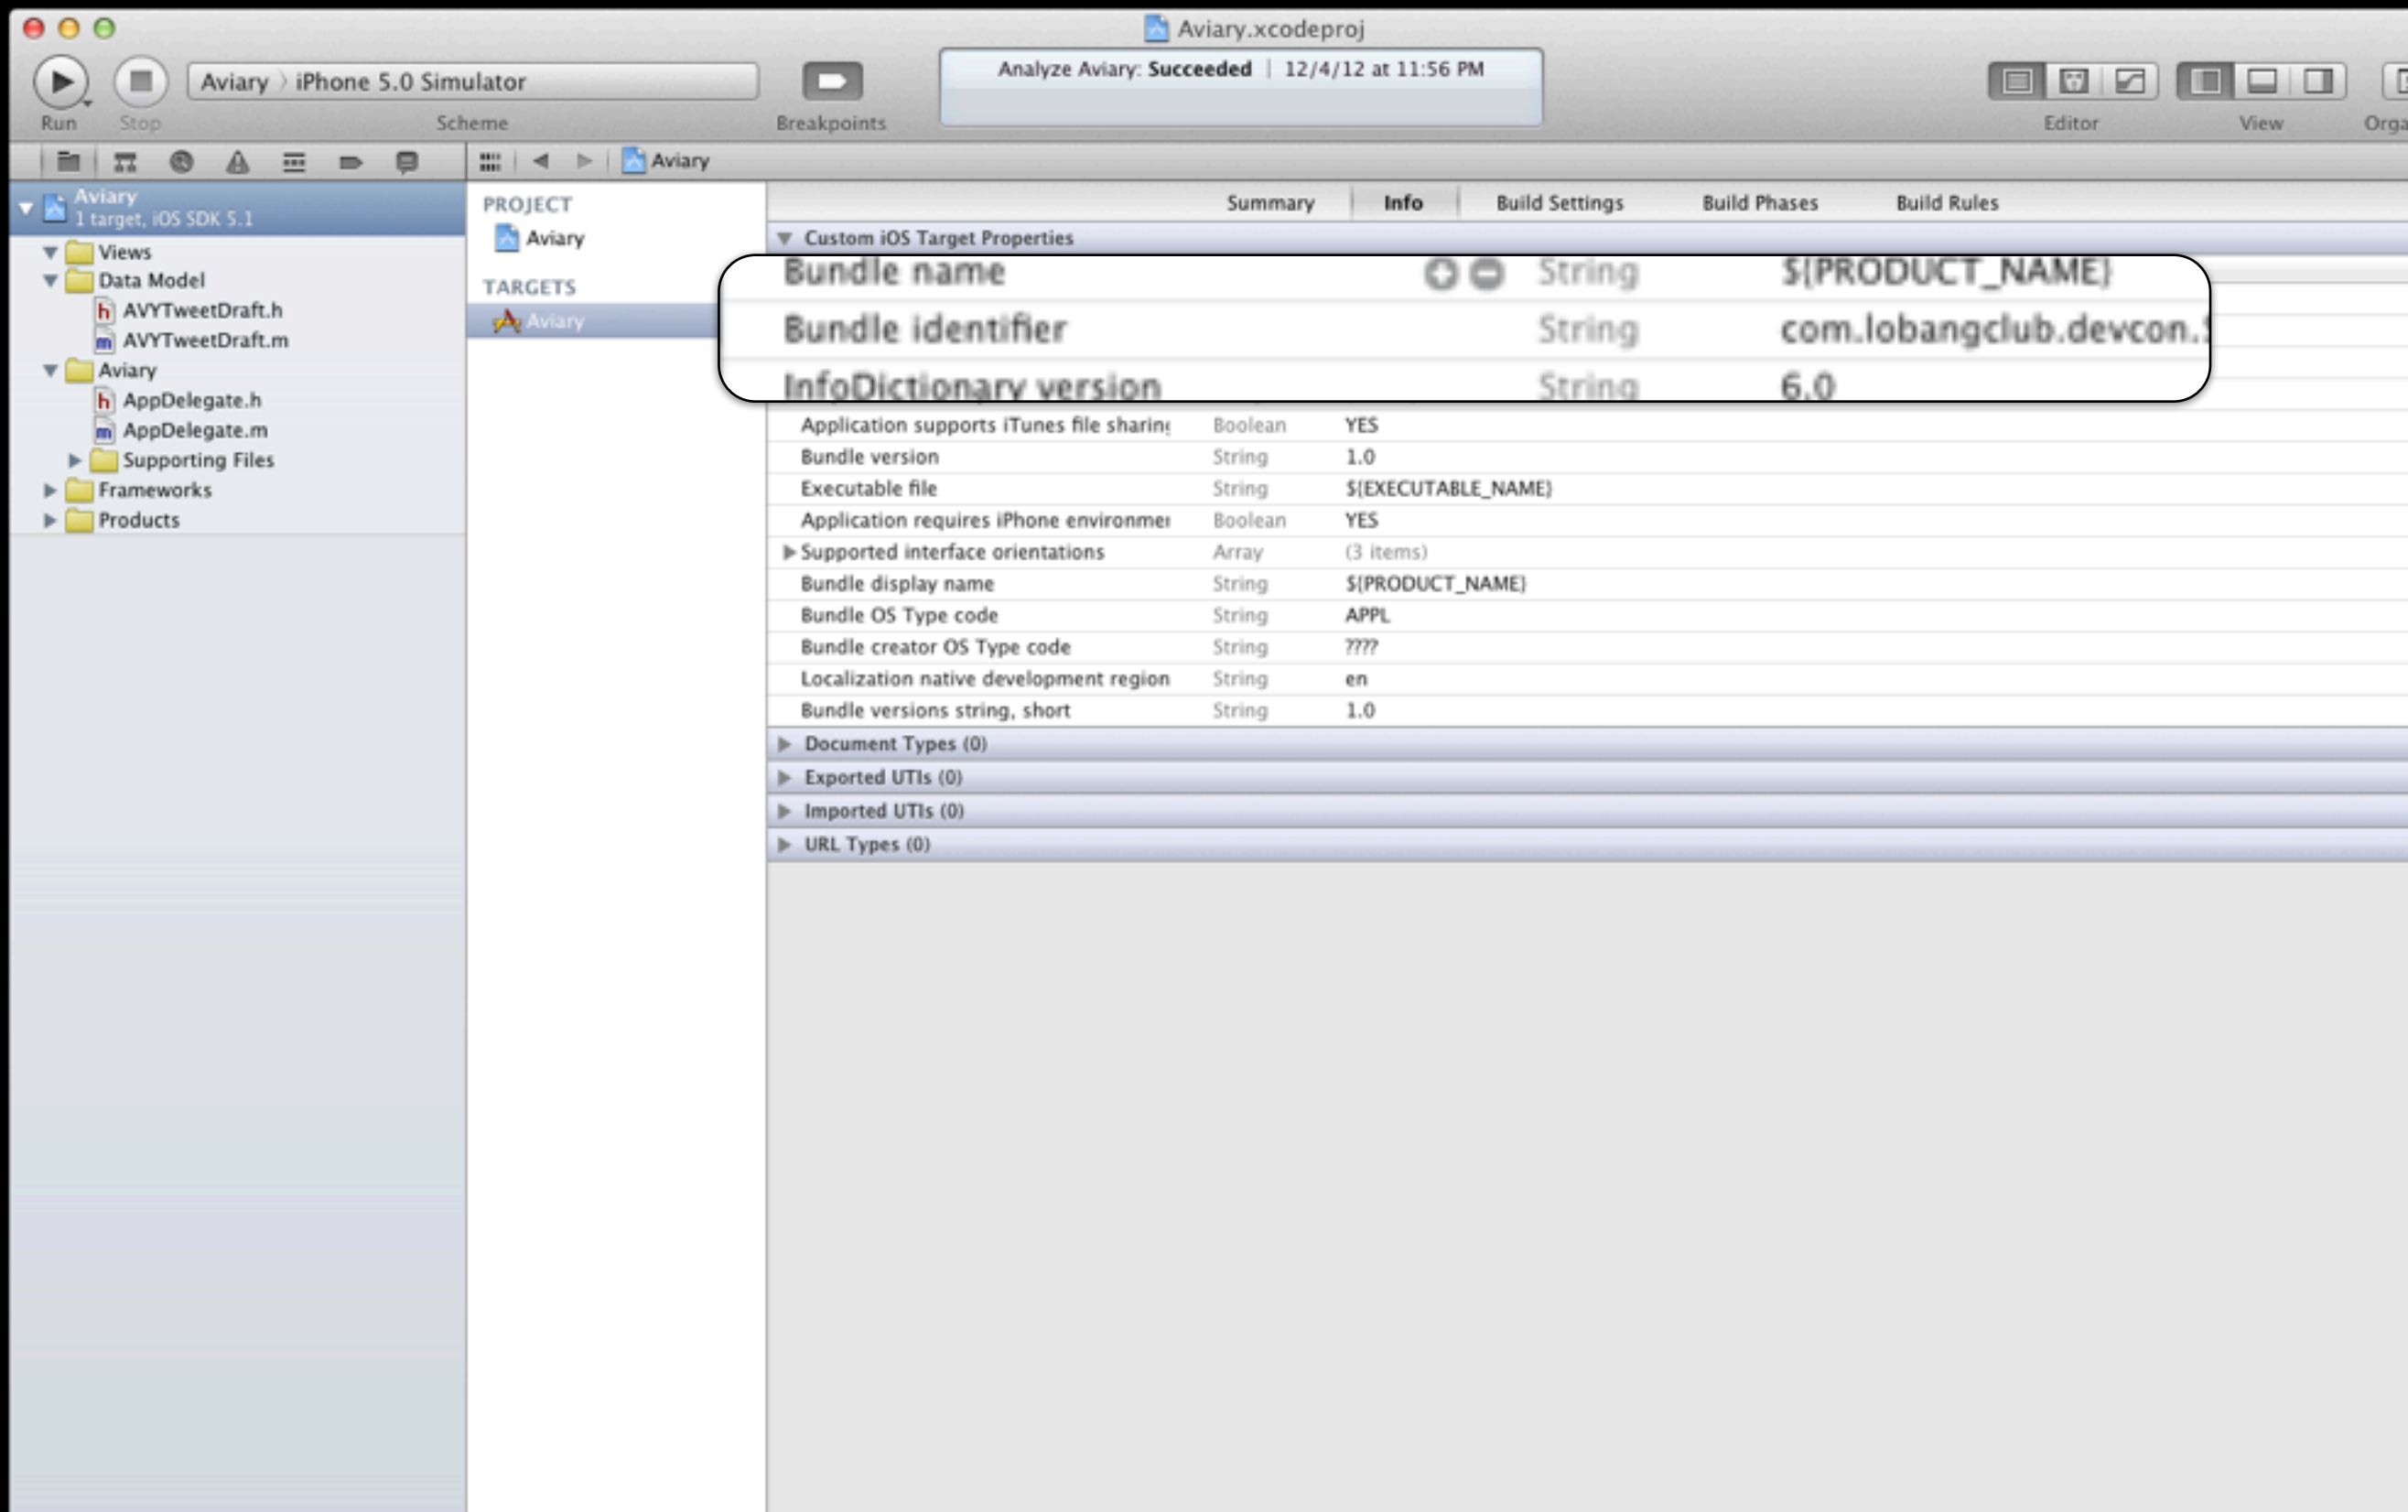 Aviary.xcodeproj
Aviary 〉 iPhone 5.0 Simulator
Analyze Aviary: Succeeded | 12/4/12 at 11:56 PM
Run Stop Scheme Breakpoints Editor View
Aviary
Aviary
1 target, iOS SDK 5.1
Views
Data Model
h AVYTweetDraft.h
m AVYTweetDraft.m
Aviary
h AppDelegate.h
m AppDelegate.m
Supporting Files
Frameworks
Products
PROJECT
Aviary
TARGETS
Aviary
Summary Info Build Settings Build Phases Build Rules
Custom iOS Target Properties
Bundle name String ${PRODUCT_NAME}
Bundle identifier String com.lobangclub.devcon.
InfoDictionary version String 6.0
Application supports iTunes file sharing Boolean YES
Bundle version String 1.0
Executable file String ${EXECUTABLE_NAME}
Application requires iPhone Boolean YES
Supported interface orientations Array (3 items)
Bundle display name String ${PRODUCT_NAME}
Bundle OS Type code String APPL
Bundle creator OS Type code String ????
Localization native development region String en
Bundle versions string, short String 1.0
Document Types (0)
Exported UTIs (0)
Imported UTIs (0)
URL Types (0)